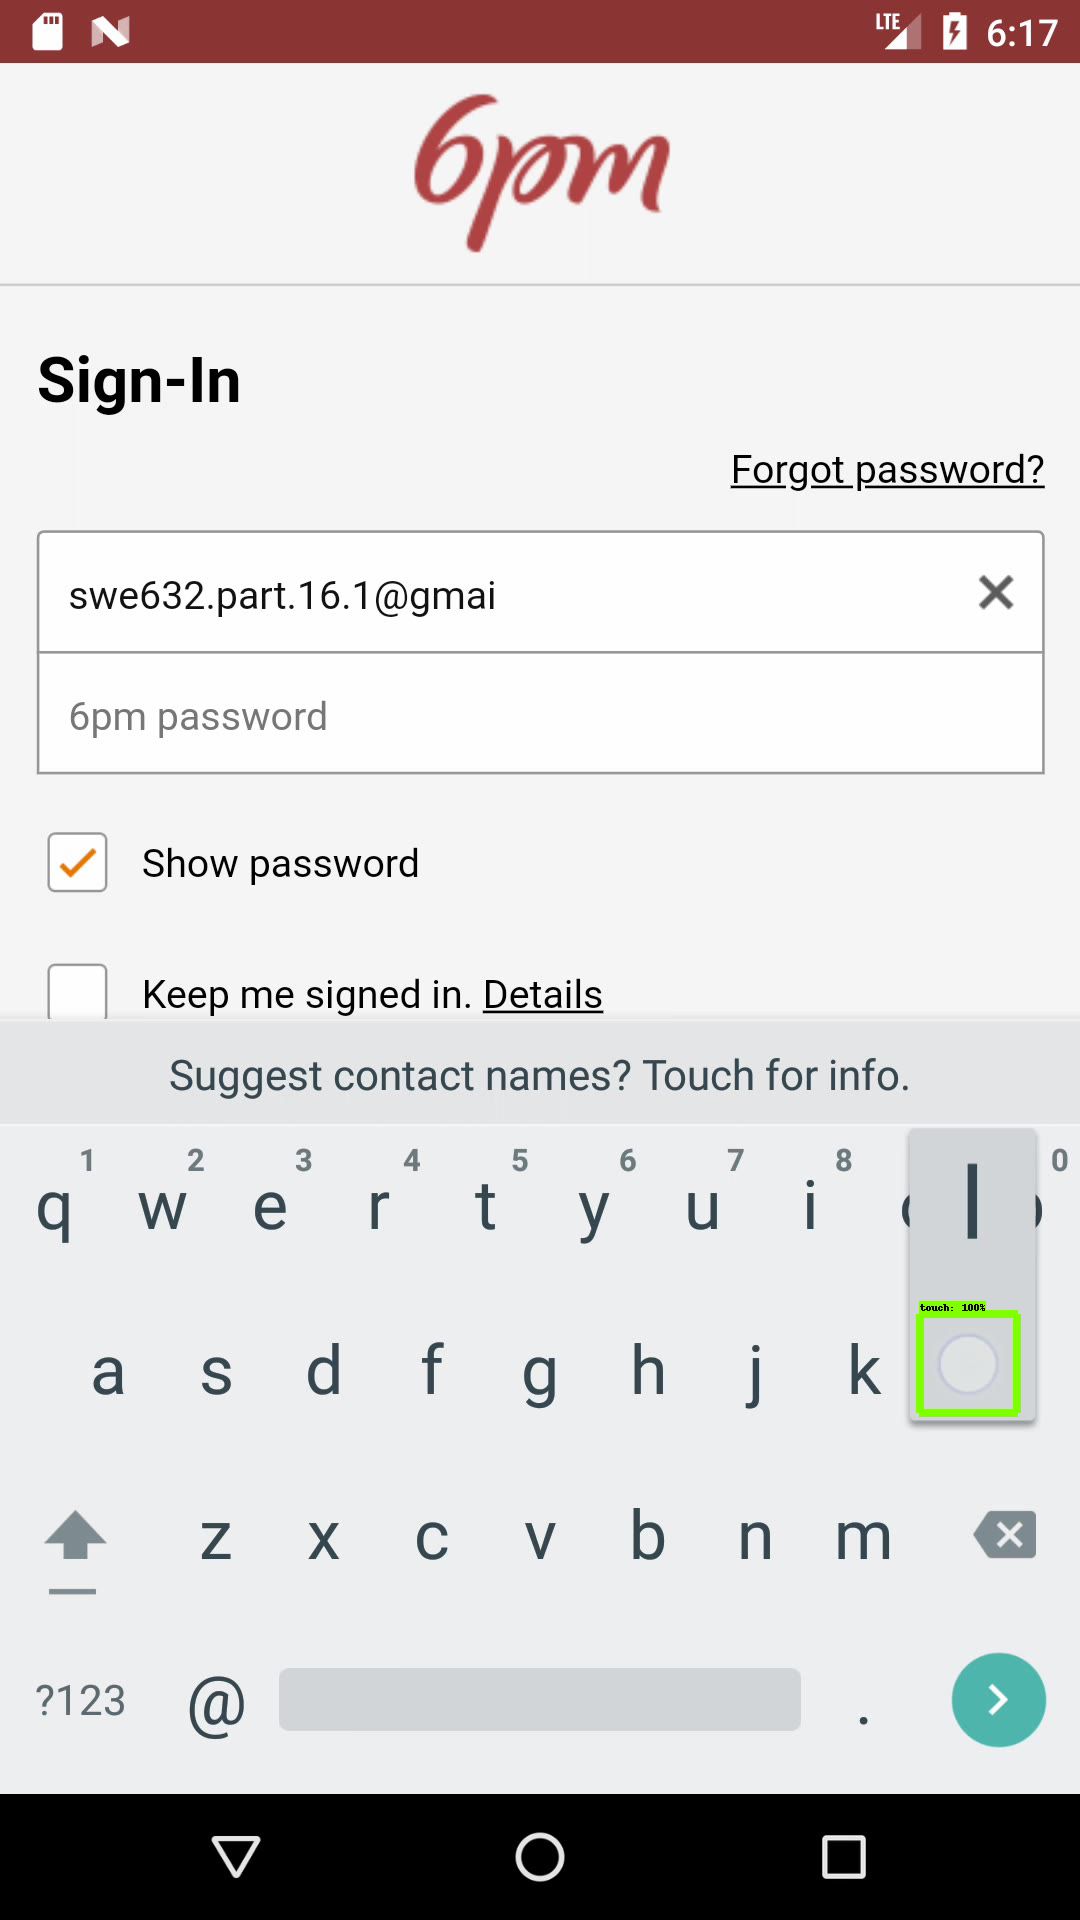 LTE 6:17
6pm
Sign-In
Forgot password?
swe632.part.16.1@gmai
6pm password
Show password
Keep me signed in. Details
Suggest contact names? Touch for info.
1 2 3 4 5 6 7 8 0
q w e r t y u i l
touch: 100%
a s d f g h j k
z x c v b n m
?123 @ .